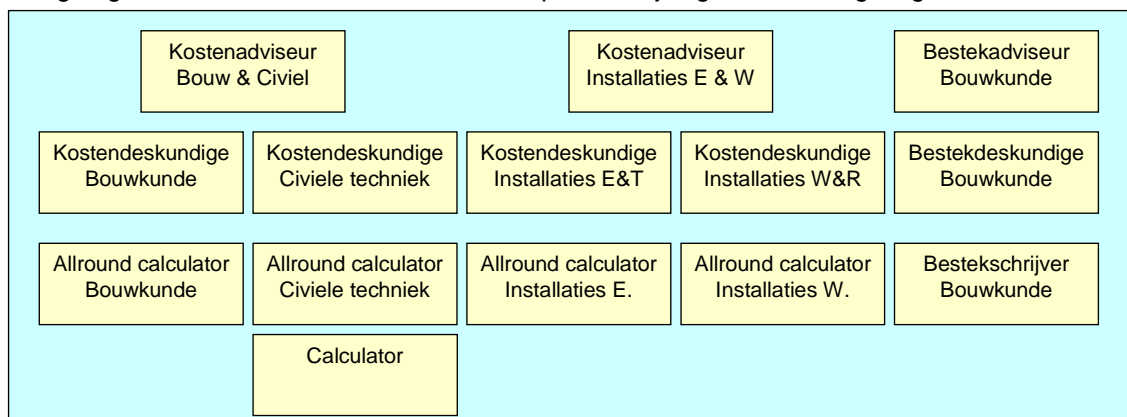 Kostenadviseur
Bouw & Civiel
Kostenadviseur
Installaties E & W
Bestekadviseur
Bouwkunde
Kostendeskundige
Bouwkunde
Kostendeskundige
Civiele techniek
Kostendeskundige
Installaties E&T
Kostendeskundige
Installaties W&R
Bestekdeskundige
Bouwkunde
Allround calculator
Bouwkunde
Allround calculator
Civiele techniek
Allround calculator
Installaties E.
Allround calculator
Installaties W.
Bestekschrijver
Bouwkunde
Calculator